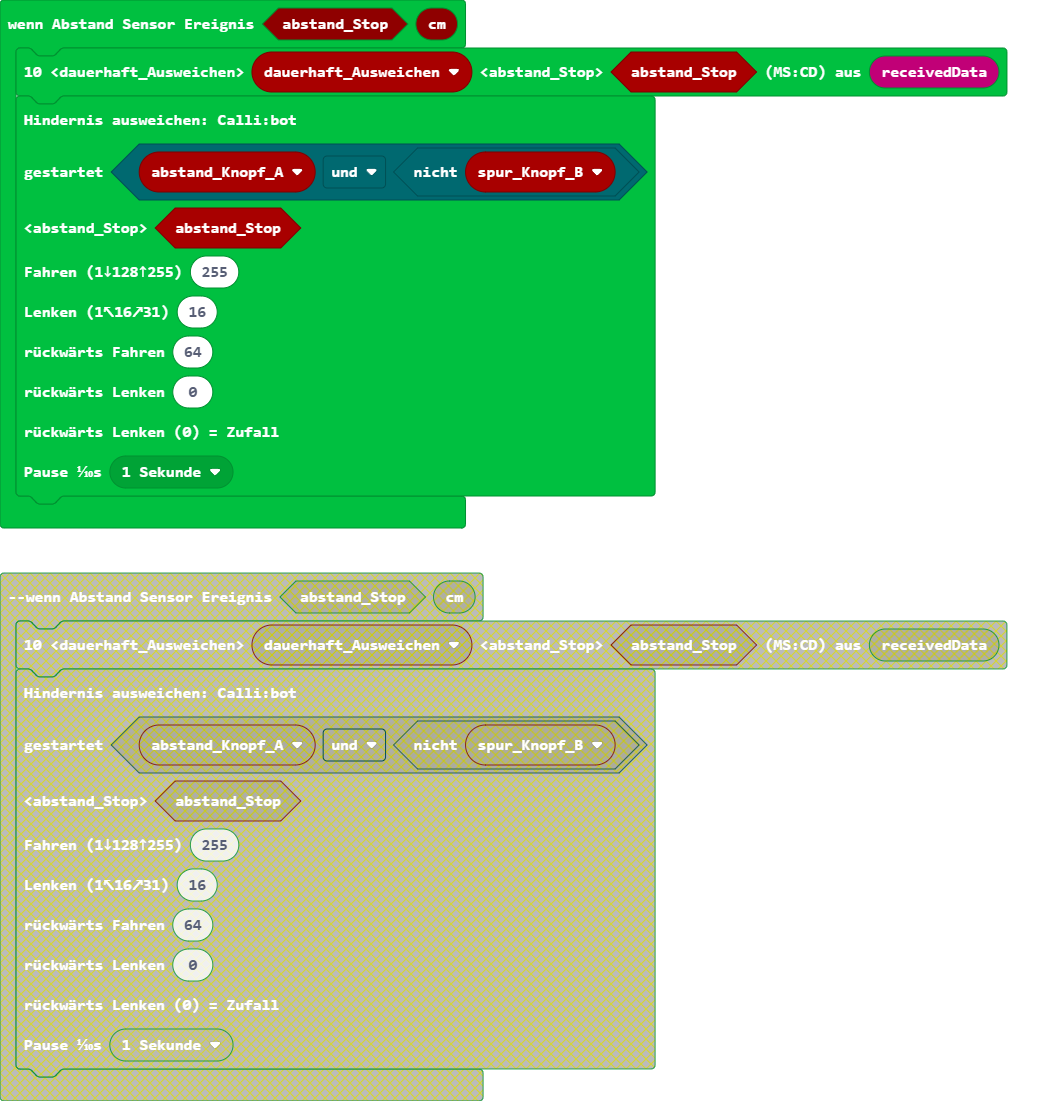 wenn Abstand Sensor Ereignis abstand_Stop cm
10 <dauerhaft_Ausweichen> dauerhaft_Ausweichen <abstand_Stop> abstand_Stop (MS:CD) aus receivedData
Hindernis ausweichen: Calli:bot
gestartet abstand_Knopf_A und nicht spur_Knopf_B
<abstand_Stop> abstand_Stop
Fahren (1↓128↑255) 255
Lenken (1↖16↗31) 16
rückwärts Fahren 64
rückwärts Lenken 0
rückwärts Lenken (0) = Zufall
Pause ⅒s 1 Sekunde
--wenn Abstand Sensor Ereignis abstand_Stop cm
10 <dauerhaft_Ausweichen> dauerhaft_Ausweichen <abstand_Stop> abstand_Stop (MS:CD) aus receivedData
Hindernis ausweichen: Calli:bot
gestartet abstand_Knopf_A und nicht spur_Knopf_B
<abstand_Stop> abstand_Stop
Fahren (1↓128↑255) 255
Lenken (1↖16↗31) 16
rückwärts Fahren 64
rückwärts Lenken 0
rückwärts Lenken (0) = Zufall
Pause ⅒s 1 Sekunde